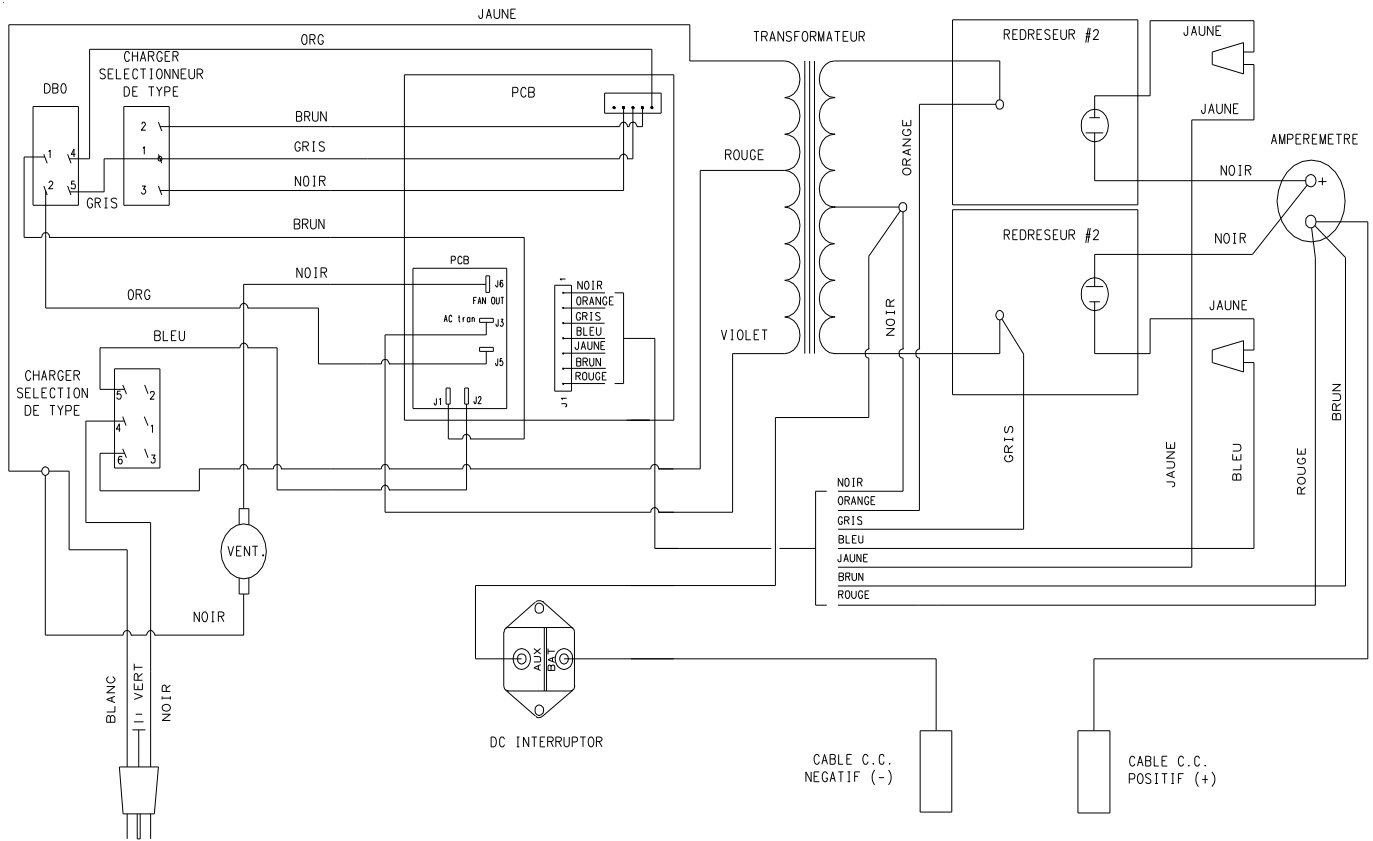 JAUNE
ORG
CHARGER
SELECTIONNEUR
DE TYPE
DBO
PCB
BRUN
GRIS
NOIR
2
1
3
1
4
2
5
GRIS
BRUN
NOIR
ORG
BLEU
CHARGER
SELECTION
DE TYPE
5
2
4
1
6
3
PCB
J6
FAN OUT
AC tran
J3
J5
J1
J2
1
NOIR
ORANGE
GRIS
BLEU
JAUNE
BRUN
ROUGE
J1
TRANSFORMATEUR
ROUGE
VIOLET
ORANGE
NOIR
REDRESEUR #2
REDRESEUR #2
JAUNE
JAUNE
AMPEREMETRE
NOIR
+
NOIR
JAUNE
GRIS
JAUNE
BLEU
ROUGE
BRUN
NOIR
ORANGE
GRIS
BLEU
JAUNE
BRUN
ROUGE
VENT.
NOIR
BLANC
VERT
NOIR
AUX
BAT
DC INTERRUPTOR
CABLE C.C.
NEGATIF (-)
CABLE C.C.
POSITIF (+)